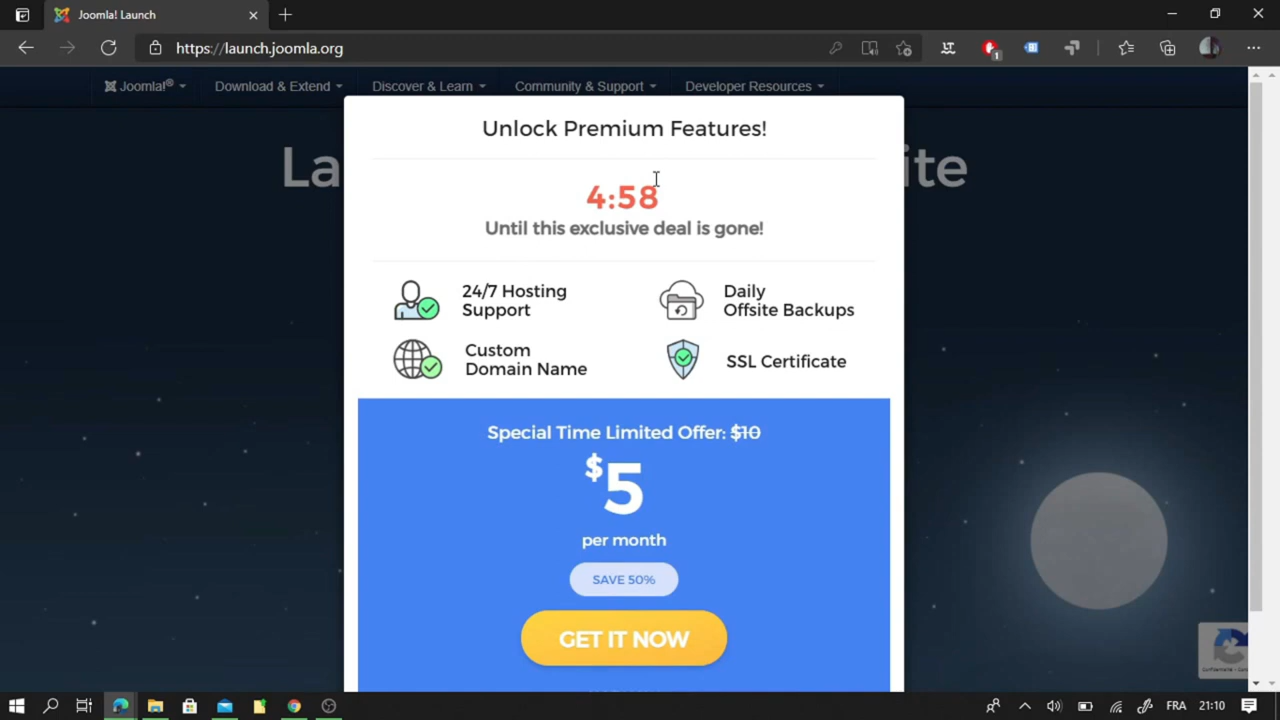 Joomla! Launch
https://launch.joomla.org
1
Joomla!®
Download & Extend
Discover & Learn
Community & Support
Developer Resources
La
ite
Unlock Premium Features!
4:58
Until this exclusive deal is gone!
24/7 Hosting
Support
Daily
Offsite Backups
Custom
Domain Name
SSL Certificate
Special Time Limited Offer: $10
$5
per month
SAVE 50%
GET IT NOW
FRA
21:10